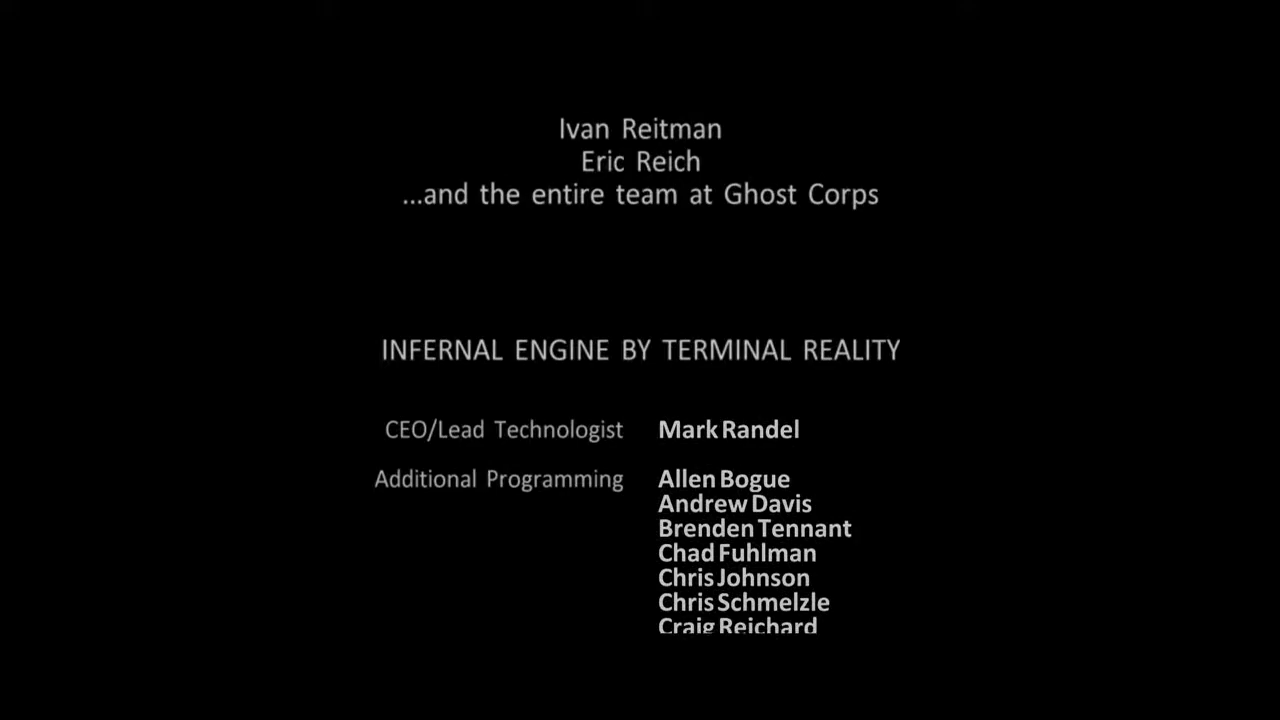 Ivan Reitman
Eric Reich
...and the entire team at Ghost Corps
INFERNAL ENGINE BY TERMINAL REALITY
CEO/Lead Technologist Mark Randel
Additional Programming Allen Bogue
Andrew Davis
Brenden Tennant
Chad Fuhlman
Chris Johnson
Chris Schmelzle
Craig Reichard